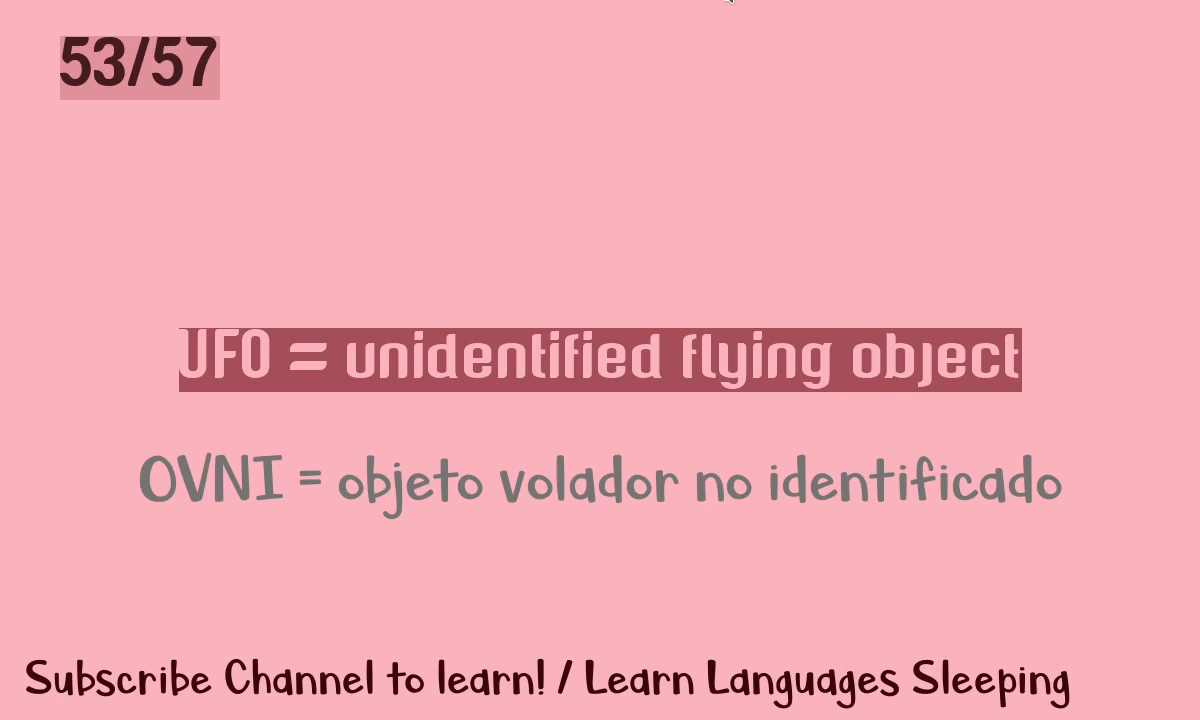 53/57
UFO = unidentified flying object
OVNI = objeto volador no identificado
Subscribe Channel to learn! / Learn Languages Sleeping